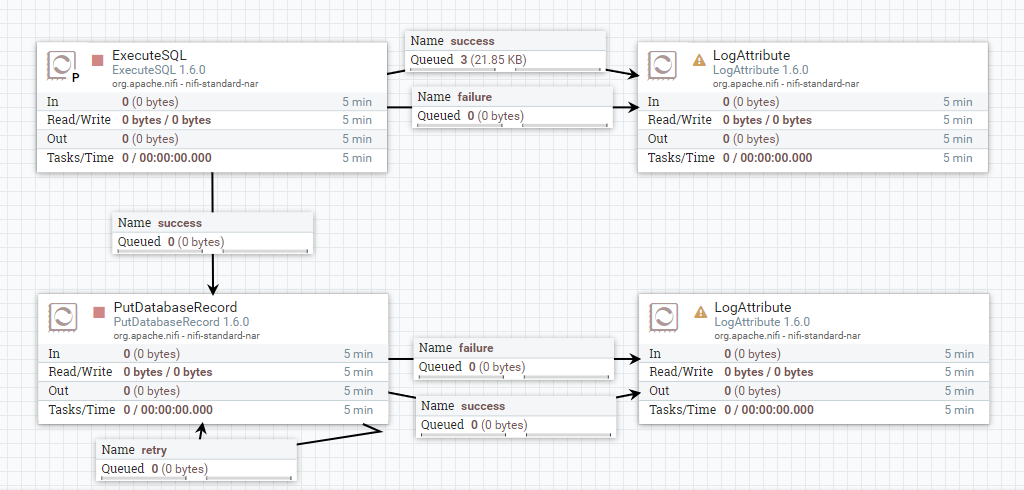 ExecuteSQL
ExecuteSQL 1.6.0
org.apache.nifi - nifi-standard-nar
P
In 0 (0 bytes) 5 min
Read/Write 0 bytes / 0 bytes 5 min
Out 0 (0 bytes) 5 min
Tasks/Time 0 / 00:00:00.000 5 min
Name success
Queued 3 (21.85 KB)
Name failure
Queued 0 (0 bytes)
LogAttribute
LogAttribute 1.6.0
org.apache.nifi - nifi-standard-nar
In 0 (0 bytes) 5 min
Read/Write 0 bytes / 0 bytes 5 min
Out 0 (0 bytes) 5 min
Tasks/Time 0 / 00:00:00.000 5 min
Name success
Queued 0 (0 bytes)
PutDatabaseRecord
PutDatabaseRecord 1.6.0
org.apache.nifi - nifi-standard-nar
In 0 (0 bytes) 5 min
Read/Write 0 bytes / 0 bytes 5 min
Out 0 (0 bytes) 5 min
Tasks/Time 0 / 00:00:00.000 5 min
Name failure
Queued 0 (0 bytes)
Name success
Queued 0 (0 bytes)
LogAttribute
LogAttribute 1.6.0
org.apache.nifi - nifi-standard-nar
In 0 (0 bytes) 5 min
Read/Write 0 bytes / 0 bytes 5 min
Out 0 (0 bytes) 5 min
Tasks/Time 0 / 00:00:00.000 5 min
Name retry
Queued 0 (0 bytes)